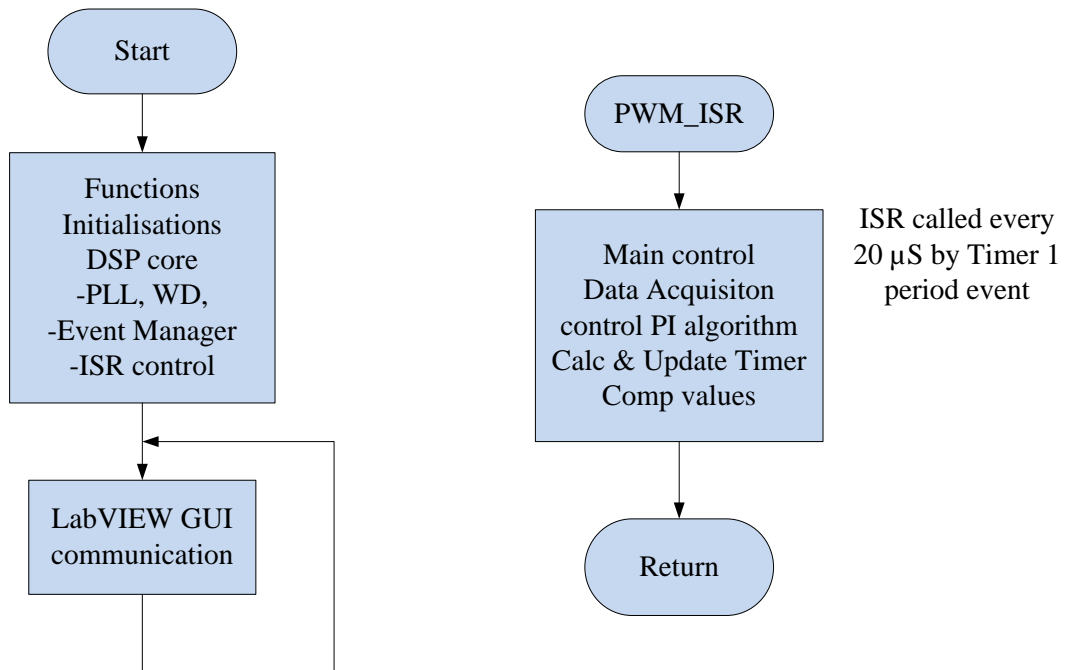 Start
Functions
Initialisations
DSP core
-PLL, WD,
-Event Manager
-ISR control
LabVIEW GUI
communication
PWM_ISR
Main control
Data Acquisiton
control PI algorithm
Calc & Update Timer
Comp values
Return
ISR called every
20 µS by Timer 1
period event